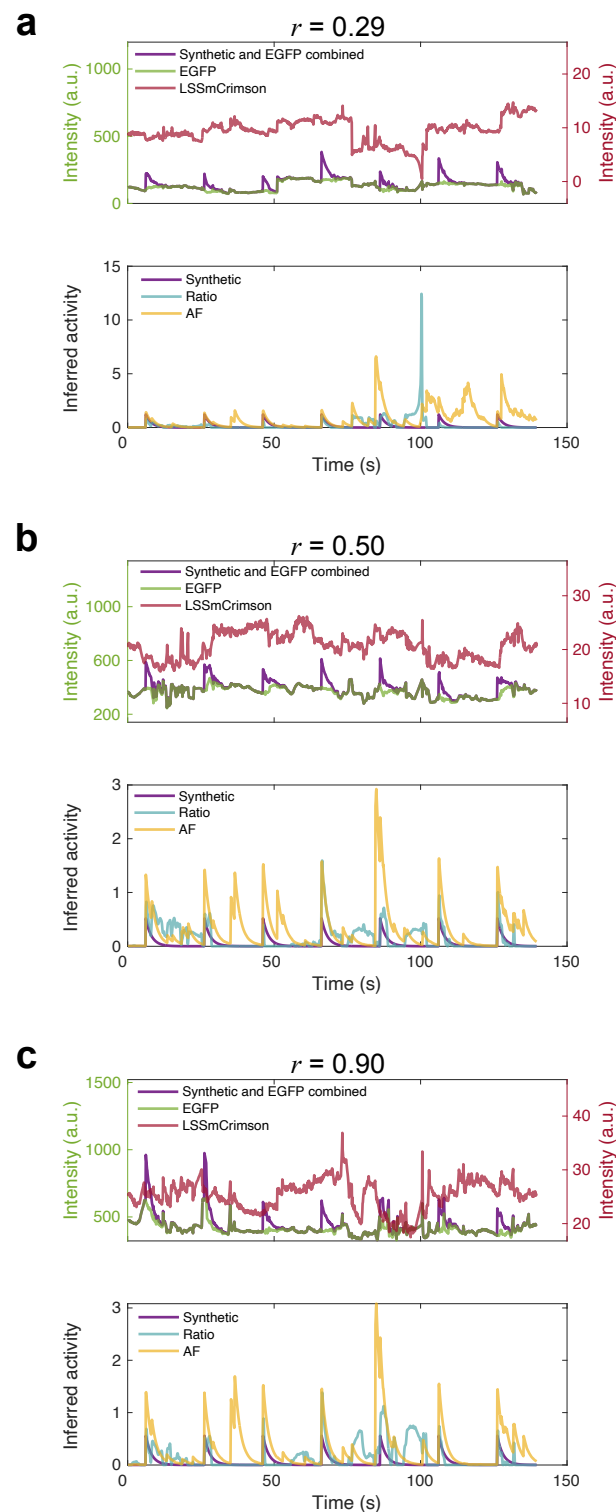 a
r = 0.29
Synthetic and EGFP combined
EGFP
LSSmCrimson
Intensity (a.u.)
1000
500
0
Intensity (a.u.)
20
10
0
Synthetic
Ratio
AF
Inferred activity
15
10
5
0
0 50 100 150
Time (s)
b
r = 0.50
Synthetic and EGFP combined
EGFP
LSSmCrimson
Intensity (a.u.)
1000
600
200
Intensity (a.u.)
30
20
10
Synthetic
Ratio
AF
Inferred activity
3
2
1
0
0 50 100 150
Time (s)
c
r = 0.90
Synthetic and EGFP combined
EGFP
LSSmCrimson
Intensity (a.u.)
1500
1000
500
Intensity (a.u.)
40
30
20
Synthetic
Ratio
AF
Inferred activity
3
2
1
0
0 50 100 150
Time (s)